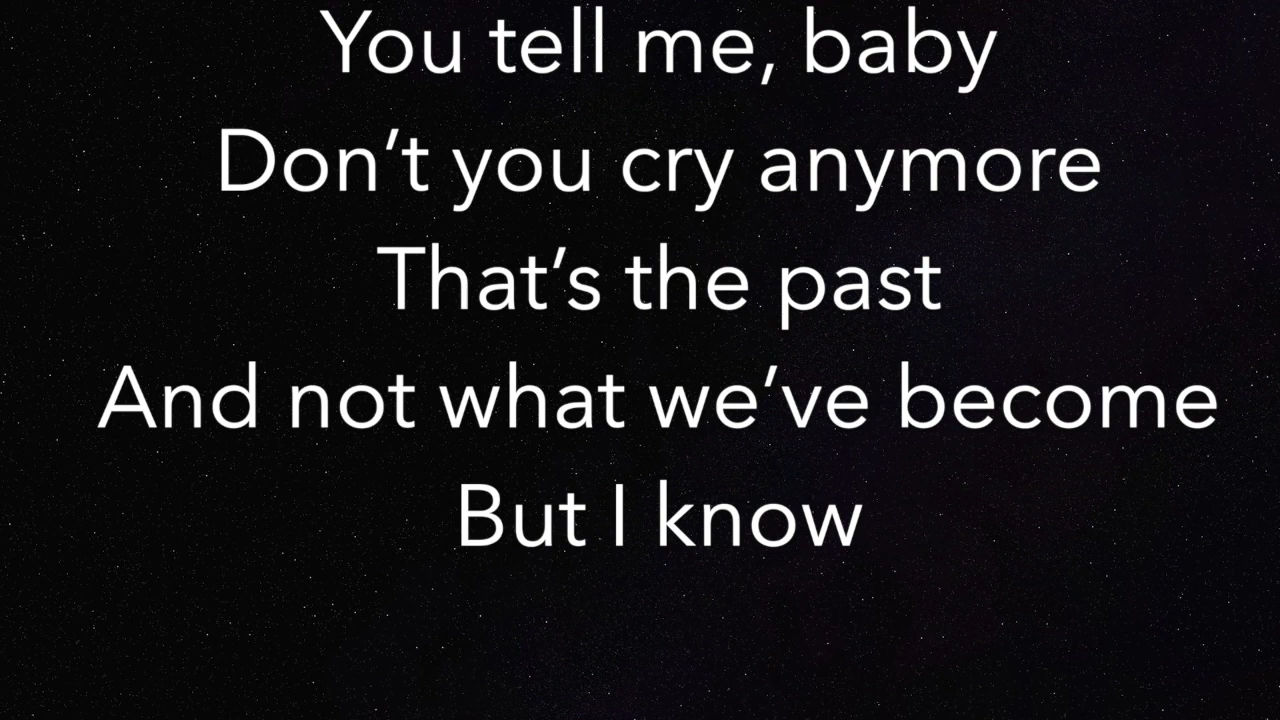 You tell me, baby
Don’t you cry anymore
That’s the past
And not what we’ve become
But I know